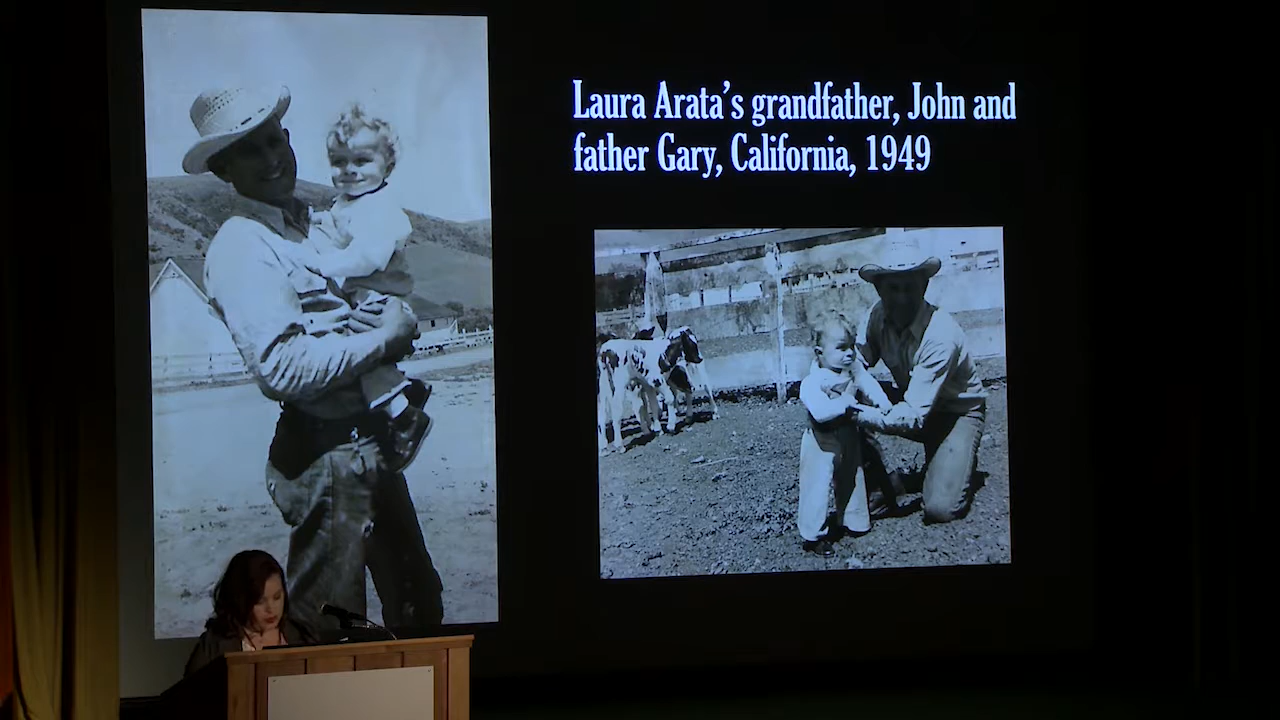 Laura Arata’s grandfather, John and
father Gary, California, 1949